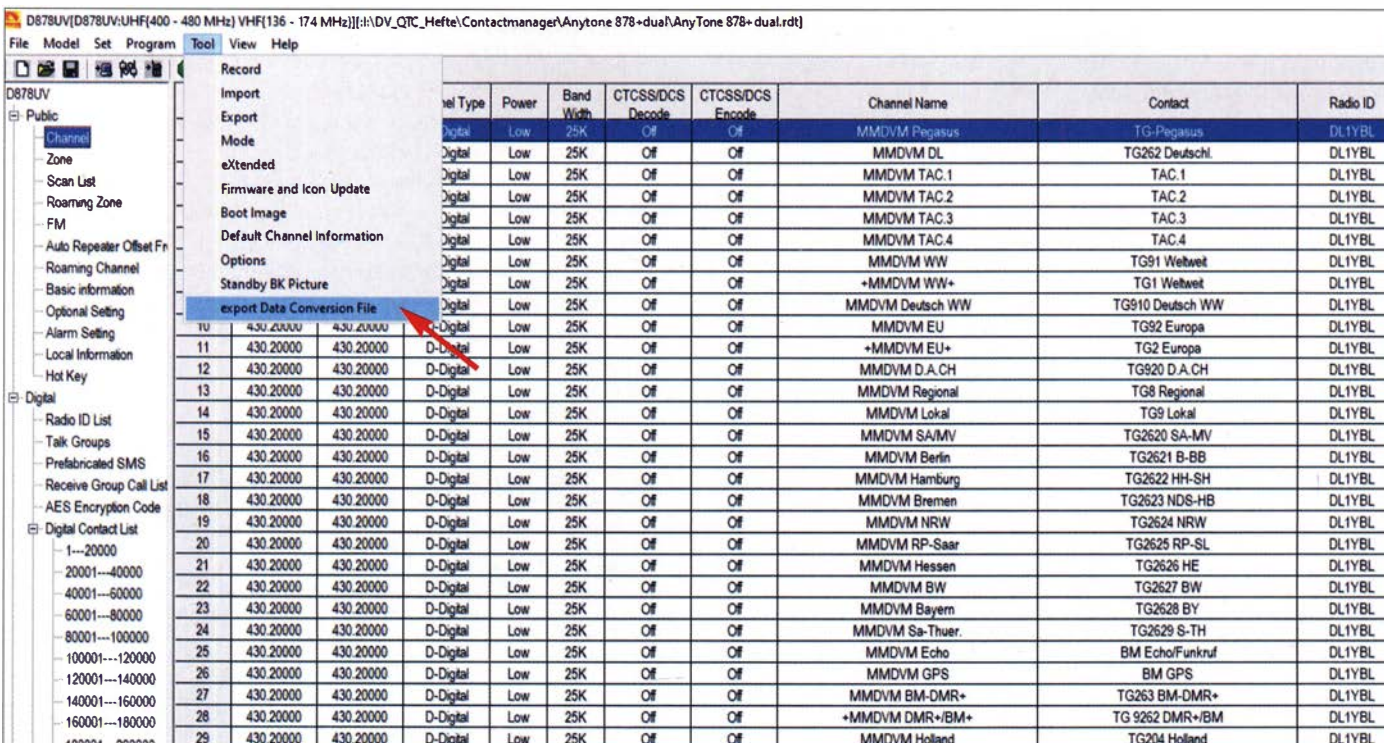 D878UV[D878UV:UHF{400 - 480 MHz} VHF{136 - 174 MHz}][:I:\DV_QTC_Hefte\Contactmanager\Anytone 878+dual\AnyTone 878+dual.rdt]
File Model Set Program Tool View Help
D878UV
Public
Channel
Zone
Scan List
Roaming Zone
FM
Auto Repeater Offset Fr
Roaming Channel
Basic information
Optional Setting
Alarm Setting
Local Information
Hot Key
Digital
Radio ID List
Talk Groups
Prefabricated SMS
Receive Group Call List
AES Encryption Code
Digital Contact List
1---20000
20001---40000
40001---60000
60001---80000
80001---100000
100001---120000
120001---140000
140001---160000
160001---180000
Record
Import
Export
Mode
eXtended
Firmware and Icon Update
Boot Image
Default Channel Information
Options
Standby BK Picture
export Data Conversion File
nel Type Power Band Width CTCSS/DCS Decode CTCSS/DCS Encode Channel Name Contact Radio ID
Digital Low 25K Off Off MMDVM Pegasus TG-Pegasus DL1YBL
Digital Low 25K Off Off MMDVM DL TG262 Deutschl. DL1YBL
Digital Low 25K Off Off MMDVM TAC.1 TAC.1 DL1YBL
Digital Low 25K Off Off MMDVM TAC.2 TAC.2 DL1YBL
Digital Low 25K Off Off MMDVM TAC.3 TAC.3 DL1YBL
Digital Low 25K Off Off MMDVM TAC.4 TAC.4 DL1YBL
Digital Low 25K Off Off MMDVM WW TG91 Weltweit DL1YBL
Digital Low 25K Off Off +MMDVM WW+ TG1 Weltweit DL1YBL
Digital Low 25K Off Off MMDVM Deutsch WW TG910 Deutsch WW DL1YBL
10 430.20000 430.20000 D-Digital Low 25K Off Off MMDVM EU TG92 Europa DL1YBL
11 430.20000 430.20000 D-Digital Low 25K Off Off +MMDVM EU+ TG2 Europa DL1YBL
12 430.20000 430.20000 D-Digital Low 25K Off Off MMDVM D.A.CH TG920 D.A.CH DL1YBL
13 430.20000 430.20000 D-Digital Low 25K Off Off MMDVM Regional TG8 Regional DL1YBL
14 430.20000 430.20000 D-Digital Low 25K Off Off MMDVM Lokal TG9 Lokal DL1YBL
15 430.20000 430.20000 D-Digital Low 25K Off Off MMDVM SA/MV TG2620 SA-MV DL1YBL
16 430.20000 430.20000 D-Digital Low 25K Off Off MMDVM Berlin TG2621 B-BB DL1YBL
17 430.20000 430.20000 D-Digital Low 25K Off Off MMDVM Hamburg TG2622 HH-SH DL1YBL
18 430.20000 430.20000 D-Digital Low 25K Off Off MMDVM Bremen TG2623 NDS-HB DL1YBL
19 430.20000 430.20000 D-Digital Low 25K Off Off MMDVM NRW TG2624 NRW DL1YBL
20 430.20000 430.20000 D-Digital Low 25K Off Off MMDVM RP-Saar TG2625 RP-SL DL1YBL
21 430.20000 430.20000 D-Digital Low 25K Off Off MMDVM Hessen TG2626 HE DL1YBL
22 430.20000 430.20000 D-Digital Low 25K Off Off MMDVM BW TG2627 BW DL1YBL
23 430.20000 430.20000 D-Digital Low 25K Off Off MMDVM Bayern TG2628 BY DL1YBL
24 430.20000 430.20000 D-Digital Low 25K Off Off MMDVM Sa-Thuer. TG2629 S-TH DL1YBL
25 430.20000 430.20000 D-Digital Low 25K Off Off MMDVM Echo BM Echo/Funkruf DL1YBL
26 430.20000 430.20000 D-Digital Low 25K Off Off MMDVM GPS BM GPS DL1YBL
27 430.20000 430.20000 D-Digital Low 25K Off Off MMDVM BM-DMR+ TG263 BM-DMR+ DL1YBL
28 430.20000 430.20000 D-Digital Low 25K Off Off +MMDVM DMR+/BM+ TG 9262 DMR+/BM DL1YBL
29 430.20000 430.20000 D-Digital Low 25K Off Off MMDVM Holland TG204 Holland DL1YBL